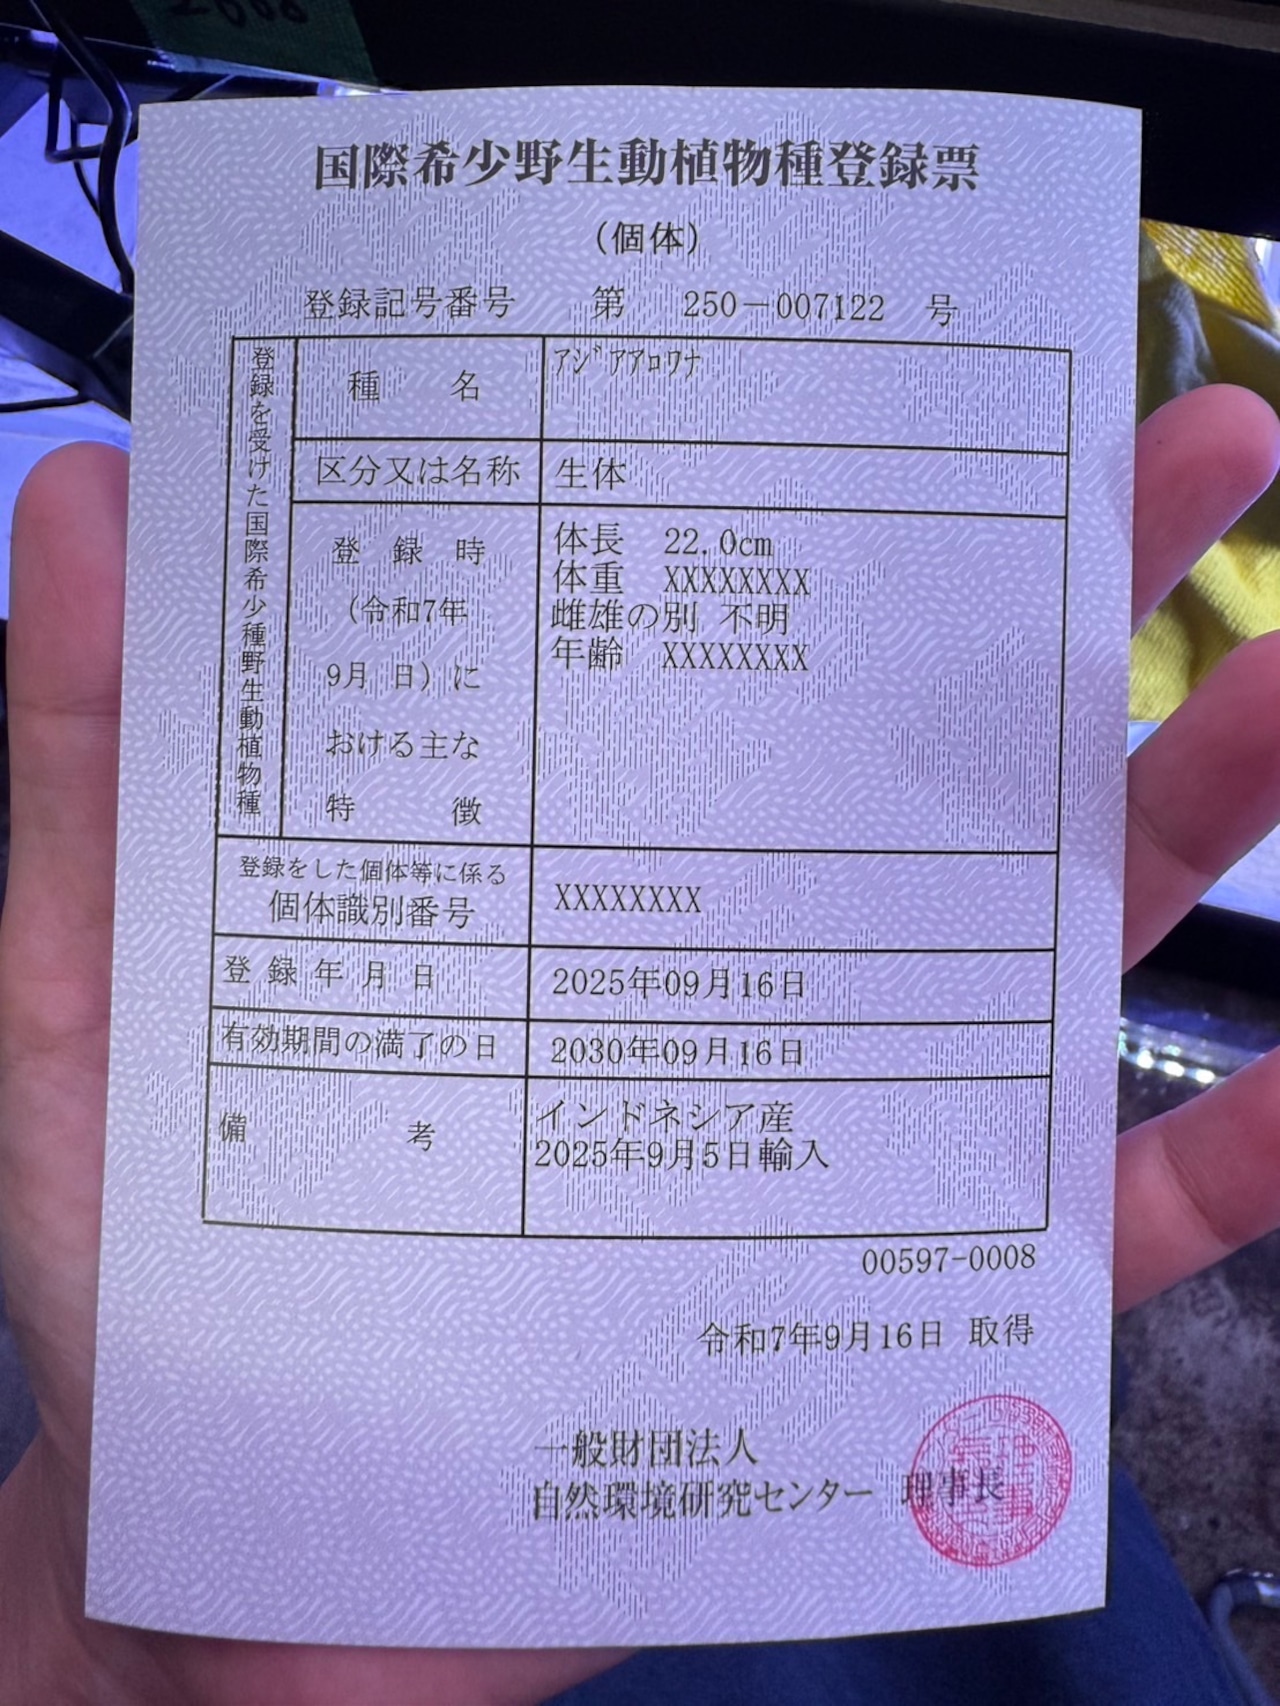 国際希少野生動植物種登録票
（個体）
登録記号番号 第 250－007122 号
登録を受けた国際希少種野生動植物種
種名 ｱｼﾞｱｱﾛﾜﾅ
区分又は名称 生体
登録時
（令和7年
9月 日）に
おける主な
特徴
体長 22.0cm
体重 XXXXXXXX
雌雄の別 不明
年齢 XXXXXXXX
登録をした個体等に係る
個体識別番号 XXXXXXXX
登録年月日 2025年09月16日
有効期間の満了の日 2030年09月16日
備考
インドネシア産
2025年9月5日輸入
00597-0008
令和7年9月16日 取得
一般財団法人
自然環境研究センター 理事長